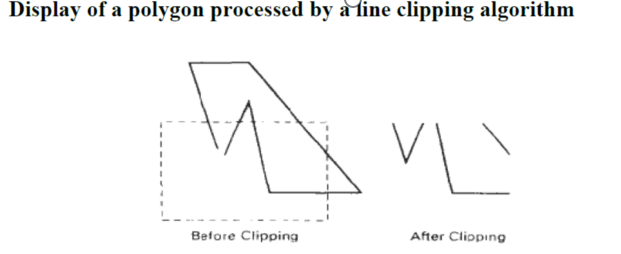 Display of a polygon processed by a line clipping algorithm
Before Clipping
After Clipping